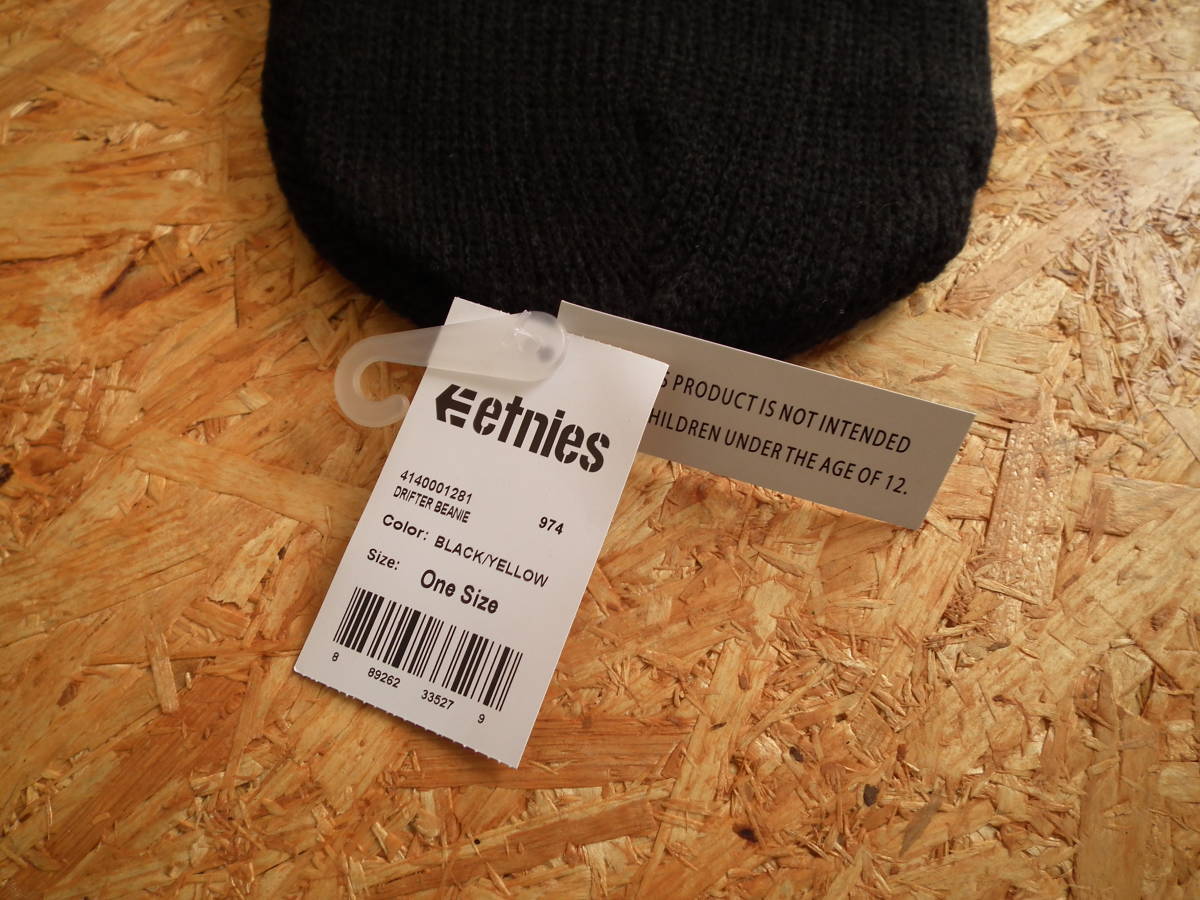 etnies
4140001281
DRIFTER BEANIE 974
Color: BLACK/YELLOW
Size: One Size
8 89262 33527 9
PRODUCT IS NOT INTENDED
UNDER THE AGE OF 12.